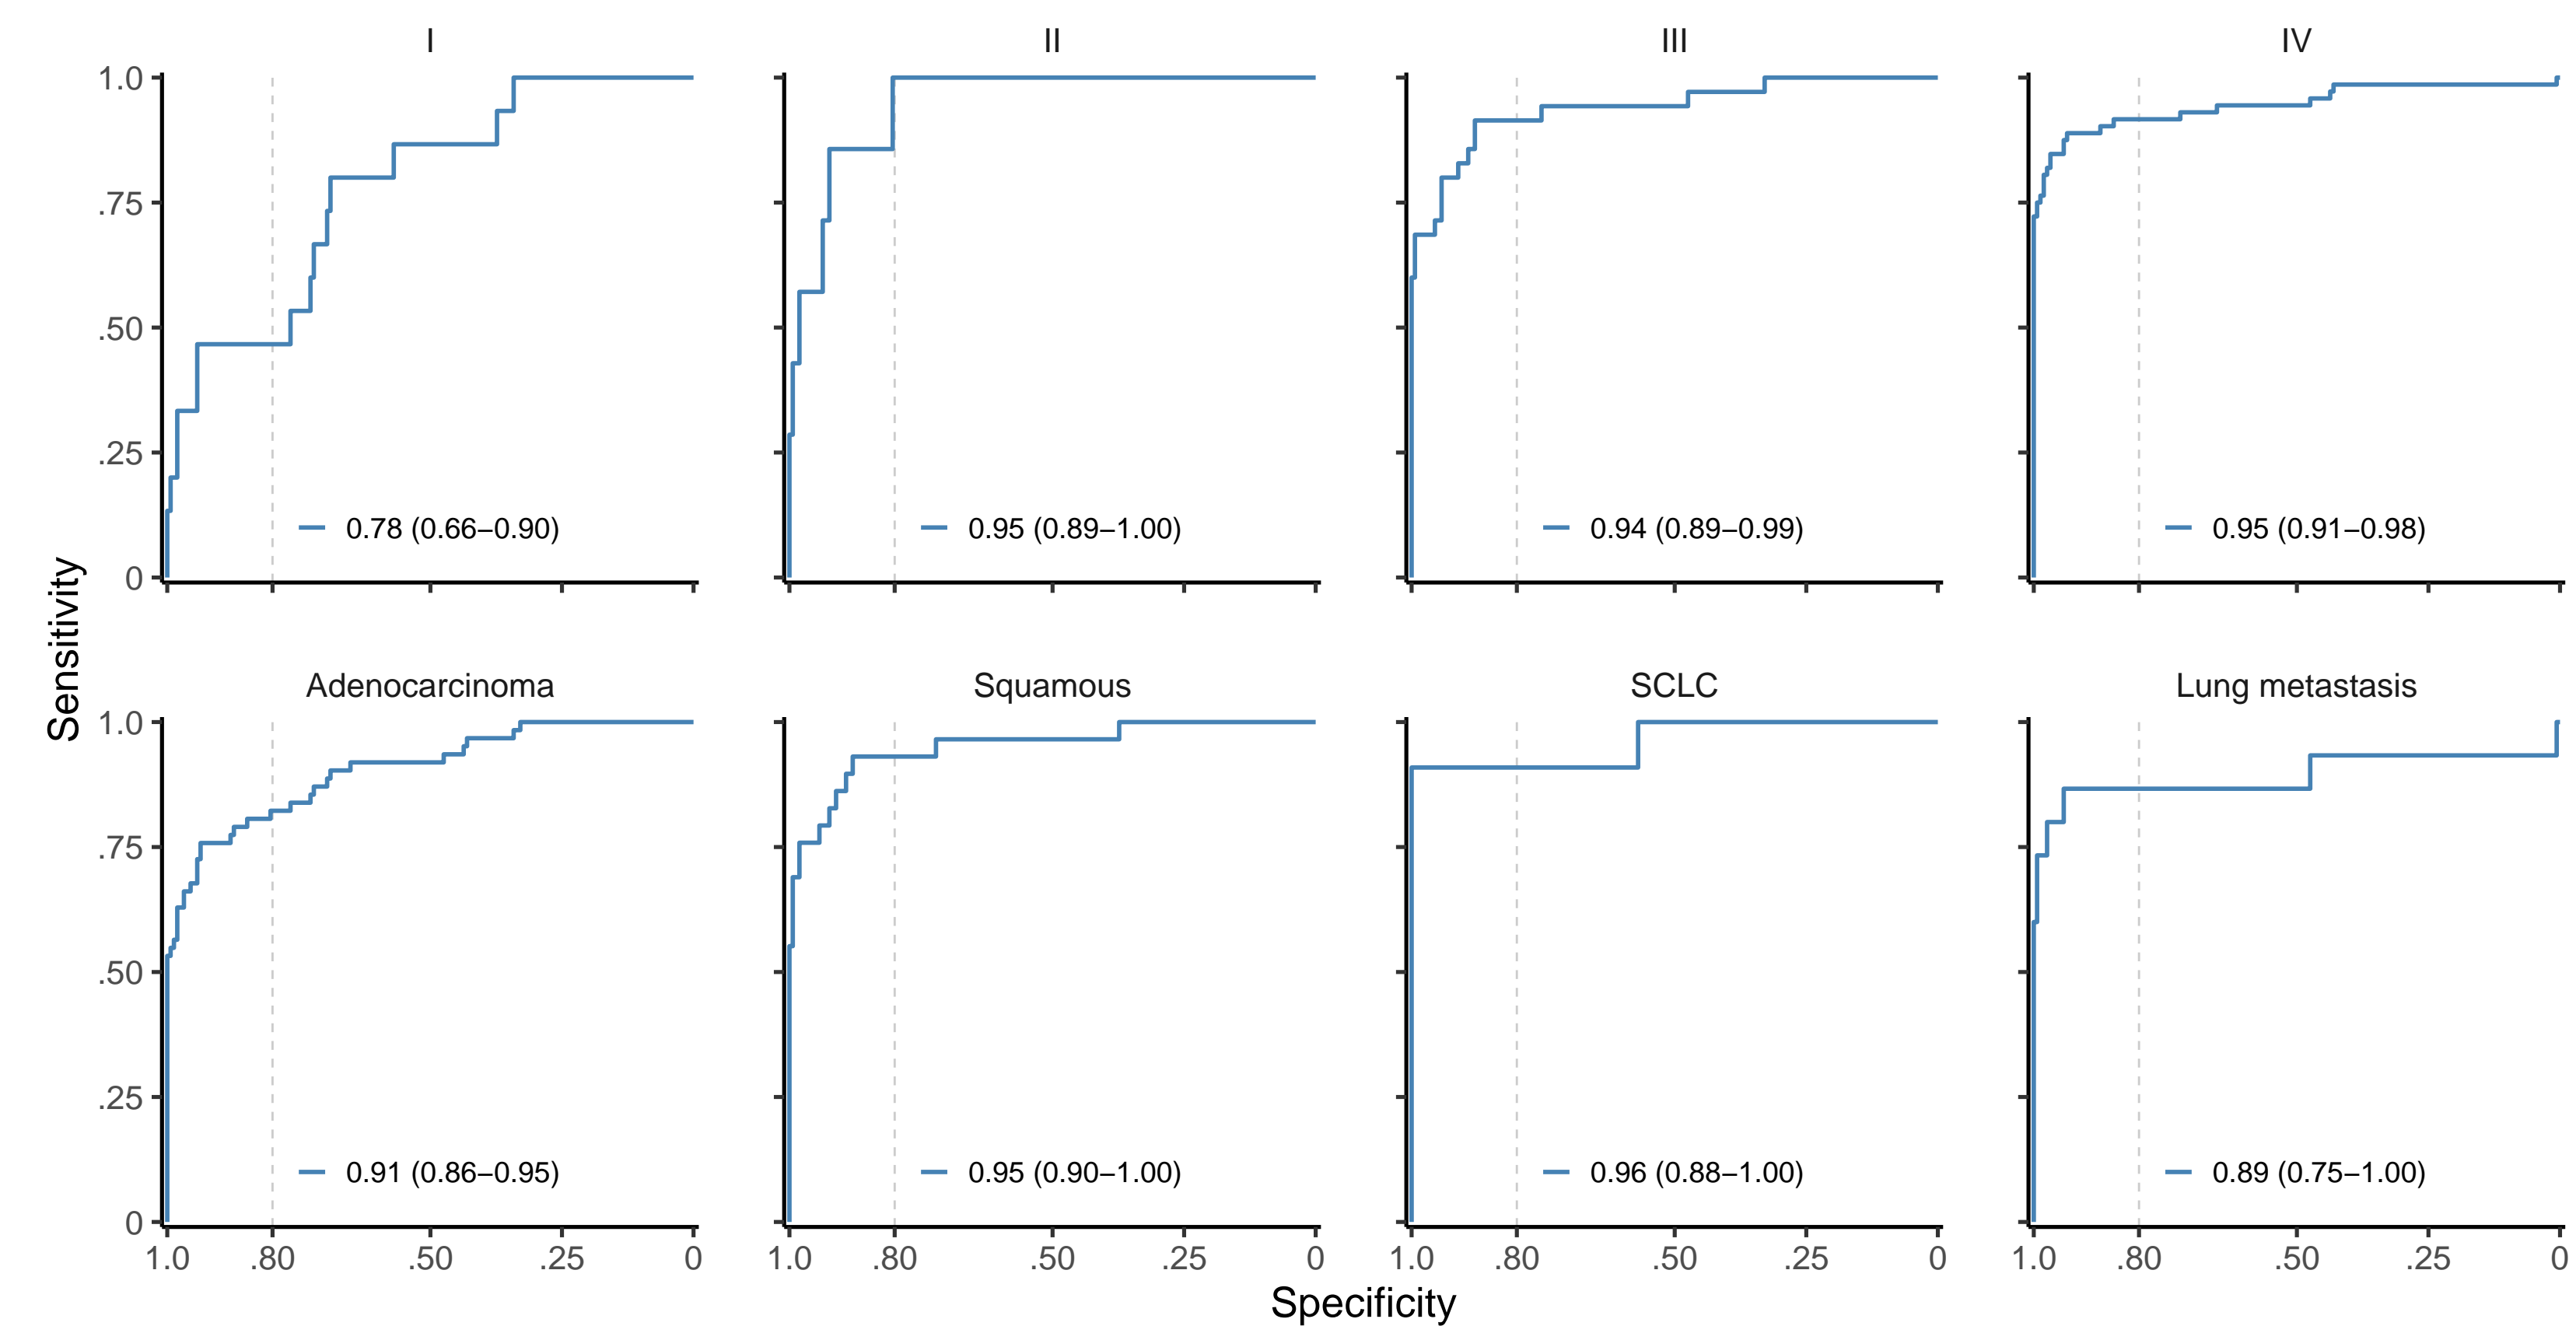 I
II
III
IV
1.0
.75
.50
.25
0
0.78 (0.66–0.90)
0.95 (0.89–1.00)
0.94 (0.89–0.99)
0.95 (0.91–0.98)
Sensitivity
Adenocarcinoma
Squamous
SCLC
Lung metastasis
1.0
.75
.50
.25
0
0.91 (0.86–0.95)
0.95 (0.90–1.00)
0.96 (0.88–1.00)
0.89 (0.75–1.00)
1.0 .80 .50 .25 0
1.0 .80 .50 .25 0
1.0 .80 .50 .25 0
1.0 .80 .50 .25 0
Specificity